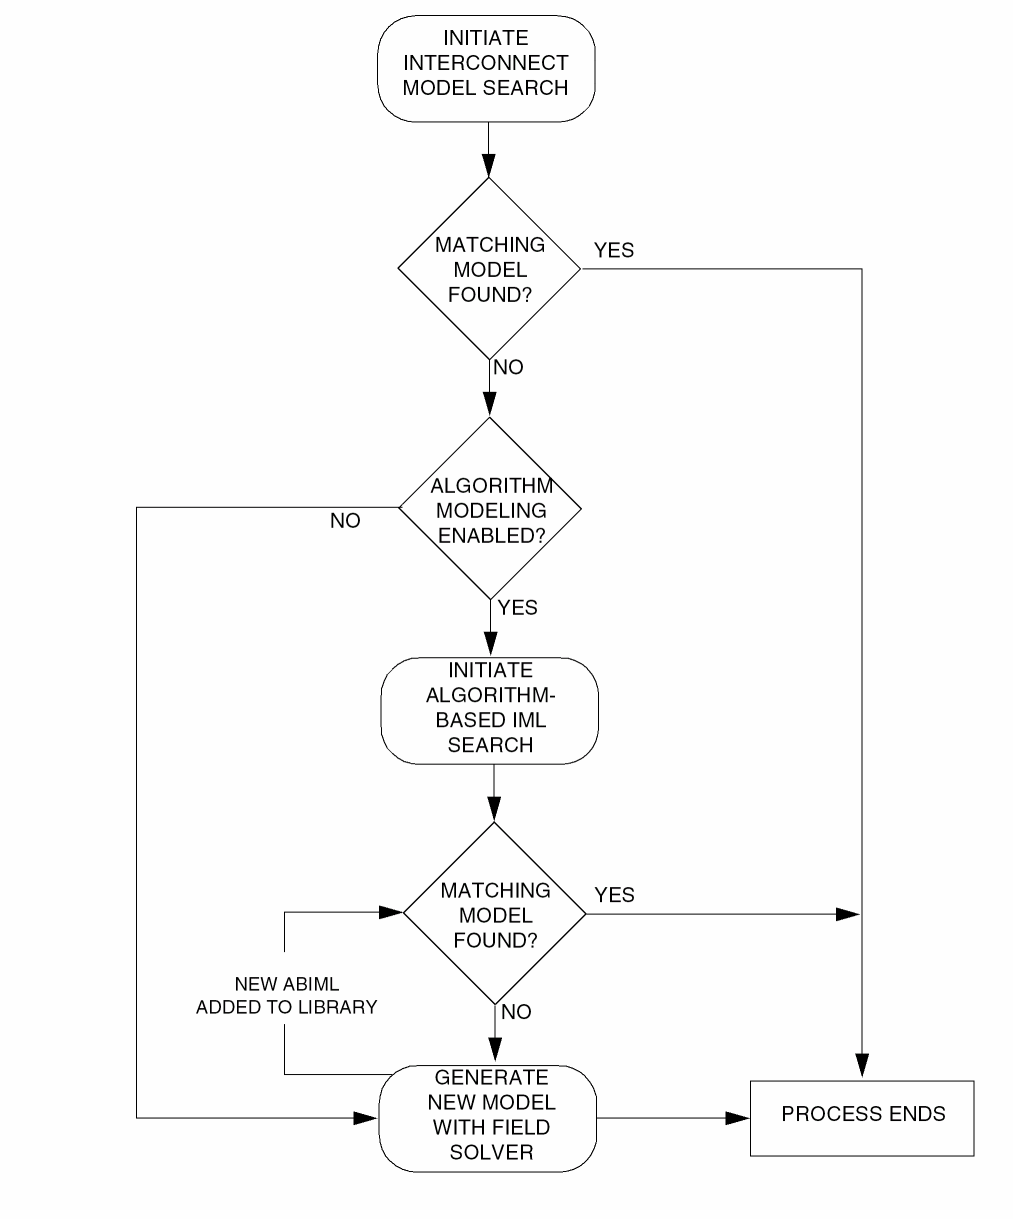 INITIATE
INTERCONNECT
MODEL SEARCH
MATCHING
MODEL
FOUND?
YES
NO
ALGORITHM
MODELING
ENABLED?
NO
YES
INITIATE
ALGORITHM-
BASED IML
SEARCH
MATCHING
MODEL
FOUND?
YES
NEW ABIML
ADDED TO LIBRARY
NO
GENERATE
NEW MODEL
WITH FIELD
SOLVER
PROCESS ENDS